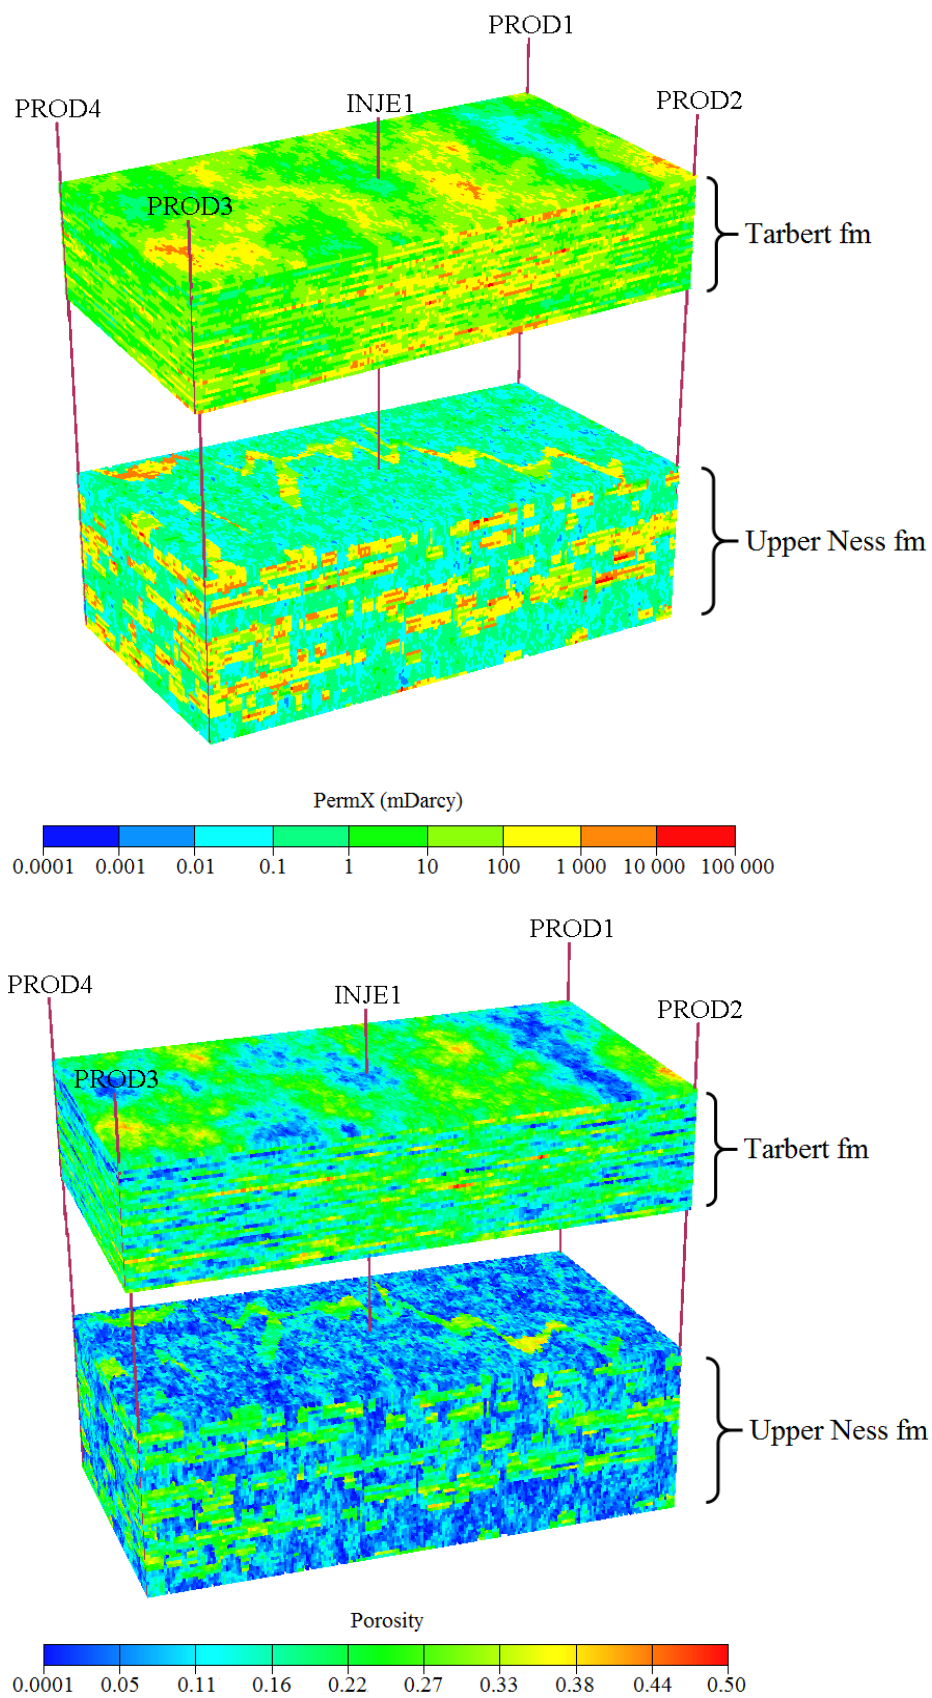 PROD1
PROD4
INJE1
PROD2
PROD3
Tarbert fm
Upper Ness fm
PermX (mDarcy)
0.0001 0.001 0.01 0.1 1 10 100 1 000 10 000 100 000
PROD1
PROD4
INJE1
PROD2
PROD3
Tarbert fm
Upper Ness fm
Porosity
0.0001 0.05 0.11 0.16 0.22 0.27 0.33 0.38 0.44 0.50